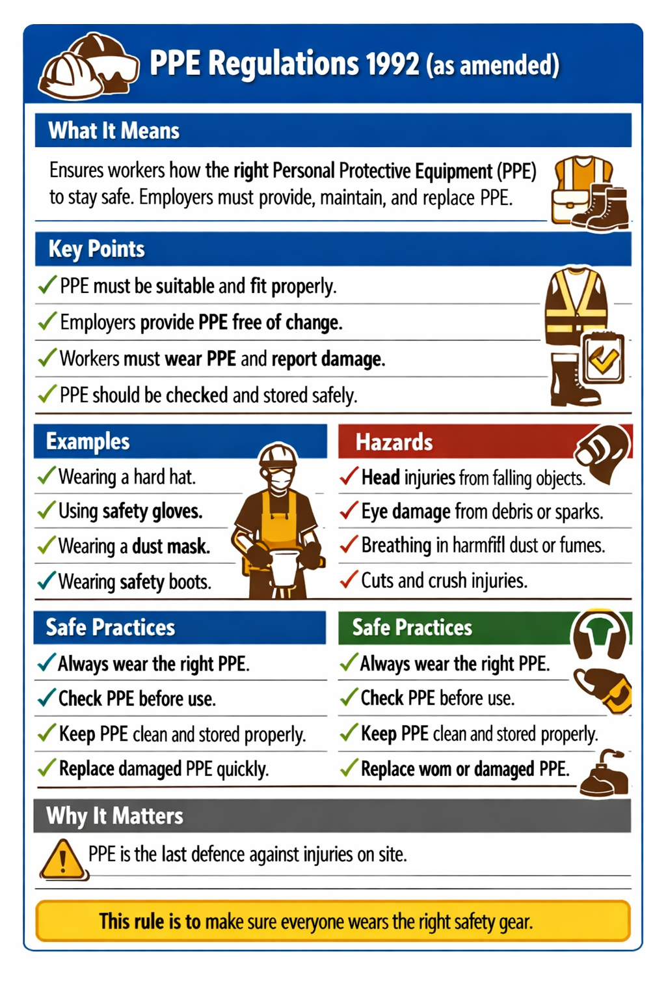 PPE Regulations 1992 (as amended)
What It Means
Ensures workers how the right Personal Protective Equipment (PPE)
to stay safe. Employers must provide, maintain, and replace PPE.
Key Points
PPE must be suitable and fit properly.
Employers provide PPE free of change.
Workers must wear PPE and report damage.
PPE should be checked and stored safely.
Examples
Wearing a hard hat.
Using safety gloves.
Wearing a dust mask.
Wearing safety boots.
Hazards
Head injuries from falling objects.
Eye damage from debris or sparks.
Breathing in harmfifl dust or fumes.
Cuts and crush injuries.
Safe Practices
Always wear the right PPE.
Check PPE before use.
Keep PPE clean and stored properly.
Replace damaged PPE quickly.
Safe Practices
Always wear the right PPE.
Check PPE before use.
Keep PPE clean and stored properly.
Replace wom or damaged PPE.
Why It Matters
PPE is the last defence against injuries on site.
This rule is to make sure everyone wears the right safety gear.